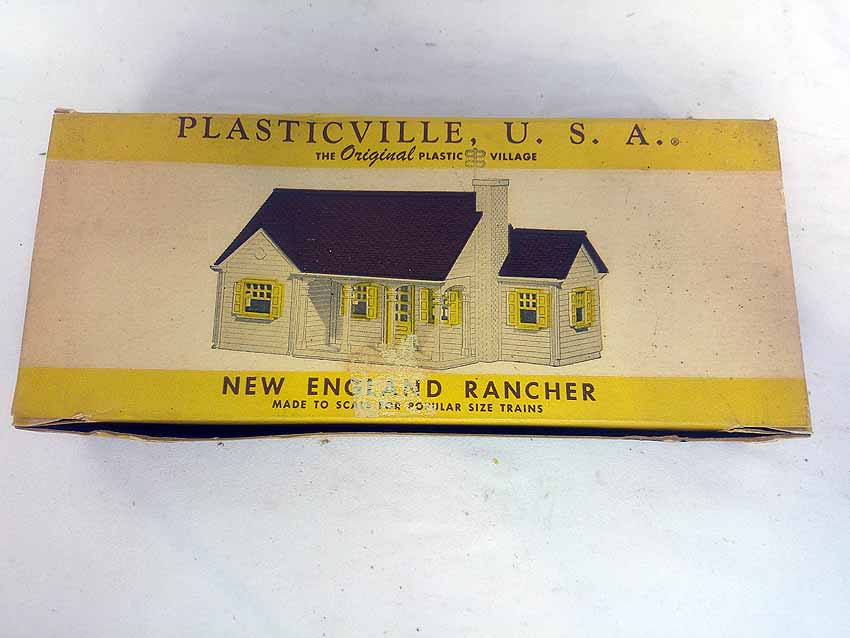 PLASTICVILLE, U. S. A.®
THE Original PLASTIC VILLAGE
NEW ENGLAND RANCHER
MADE TO SCALE FOR POPULAR SIZE TRAINS